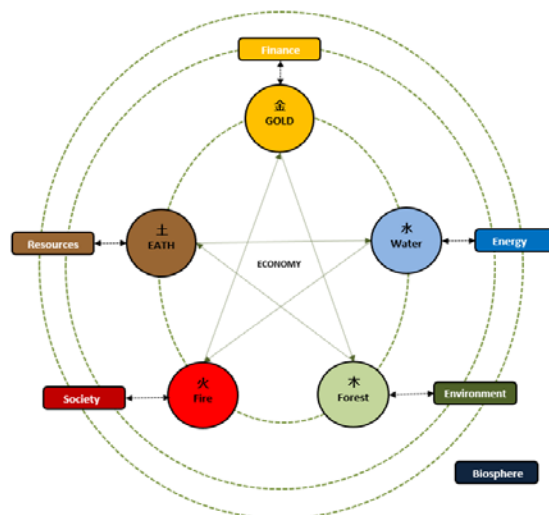 Finance
金
GOLD
土
EATH
水
Water
Resources
Energy
ECONOMY
火
Fire
木
Forest
Society
Environment
Biosphere